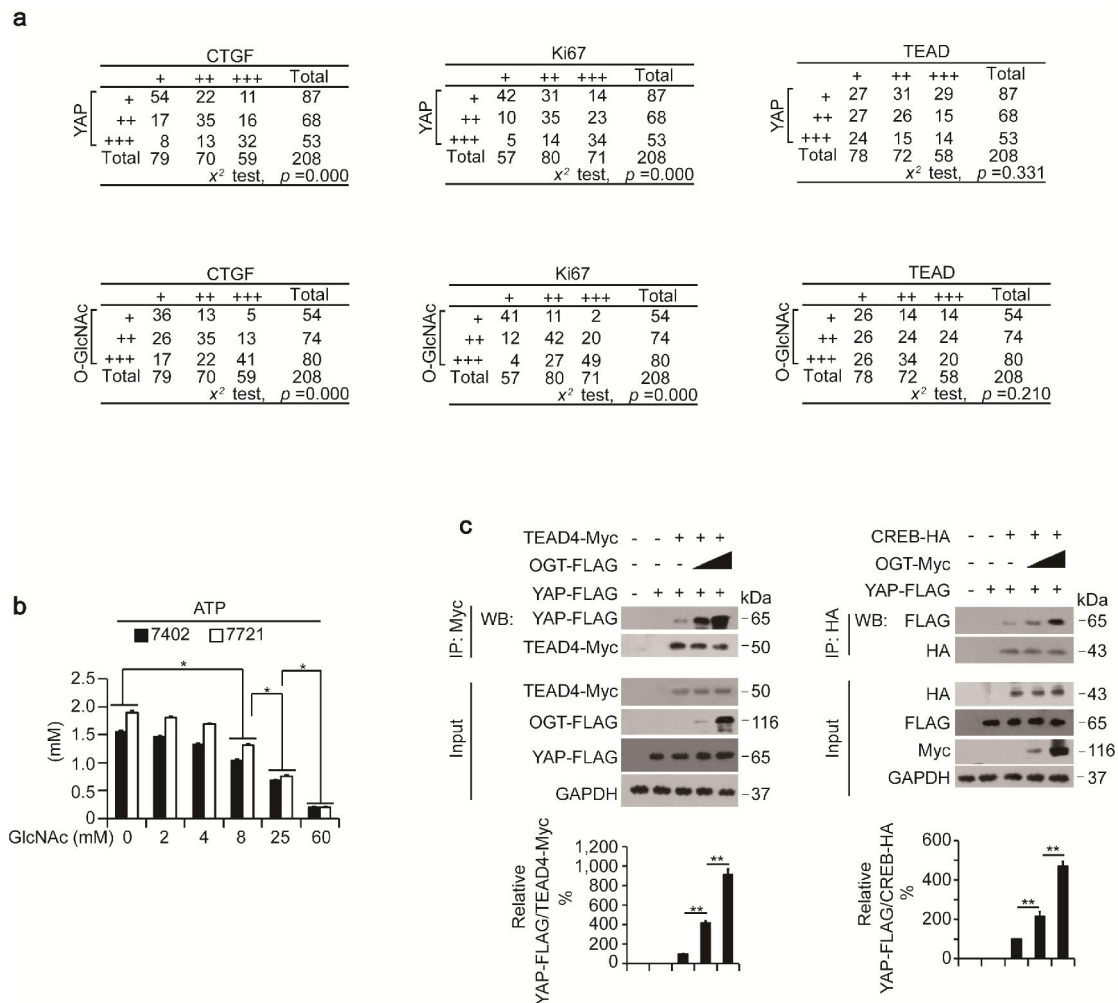 a
CTGF
+ ++ +++ Total
YAP
+ 54 22 11 87
++ 17 35 16 68
+++ 8 13 32 53
Total 79 70 59 208
x² test, p =0.000
Ki67
+ ++ +++ Total
YAP
+ 42 31 14 87
++ 10 35 23 68
+++ 5 14 34 53
Total 57 80 71 208
x² test, p =0.000
TEAD
+ ++ +++ Total
YAP
+ 27 31 29 87
++ 27 26 15 68
+++ 24 15 14 53
Total 78 72 58 208
x² test, p =0.331
CTGF
+ ++ +++ Total
O-GlcNAc
+ 36 13 5 54
++ 26 35 13 74
+++ 17 22 41 80
Total 79 70 59 208
x² test, p =0.000
Ki67
+ ++ +++ Total
O-GlcNAc
+ 41 11 2 54
++ 12 42 20 74
+++ 4 27 49 80
Total 57 80 71 208
x² test, p =0.000
TEAD
+ ++ +++ Total
O-GlcNAc
+ 26 14 14 54
++ 26 24 24 74
+++ 26 34 20 80
Total 78 72 58 208
x² test, p =0.210
b
ATP
7402 7721
* * *
(mM)
2.5
2.0
1.5
1.0
0.5
0
GlcNAc (mM) 0 2 4 8 25 60
c
TEAD4-Myc - - + + +
OGT-FLAG - - -
YAP-FLAG - + + + +
kDa
IP: Myc
WB: YAP-FLAG -65
TEAD4-Myc -50
Input
TEAD4-Myc -50
OGT-FLAG -116
YAP-FLAG -65
GAPDH -37
Relative
YAP-FLAG/TEAD4-Myc
%
1,200
1,000
800
600
400
200
0
** **
CREB-HA - - + + +
OGT-Myc - - -
YAP-FLAG - + + + +
kDa
IP: HA
WB: FLAG -65
HA -43
Input
HA -43
FLAG -65
Myc -116
GAPDH -37
Relative
YAP-FLAG/CREB-HA
%
600
400
200
0
** **